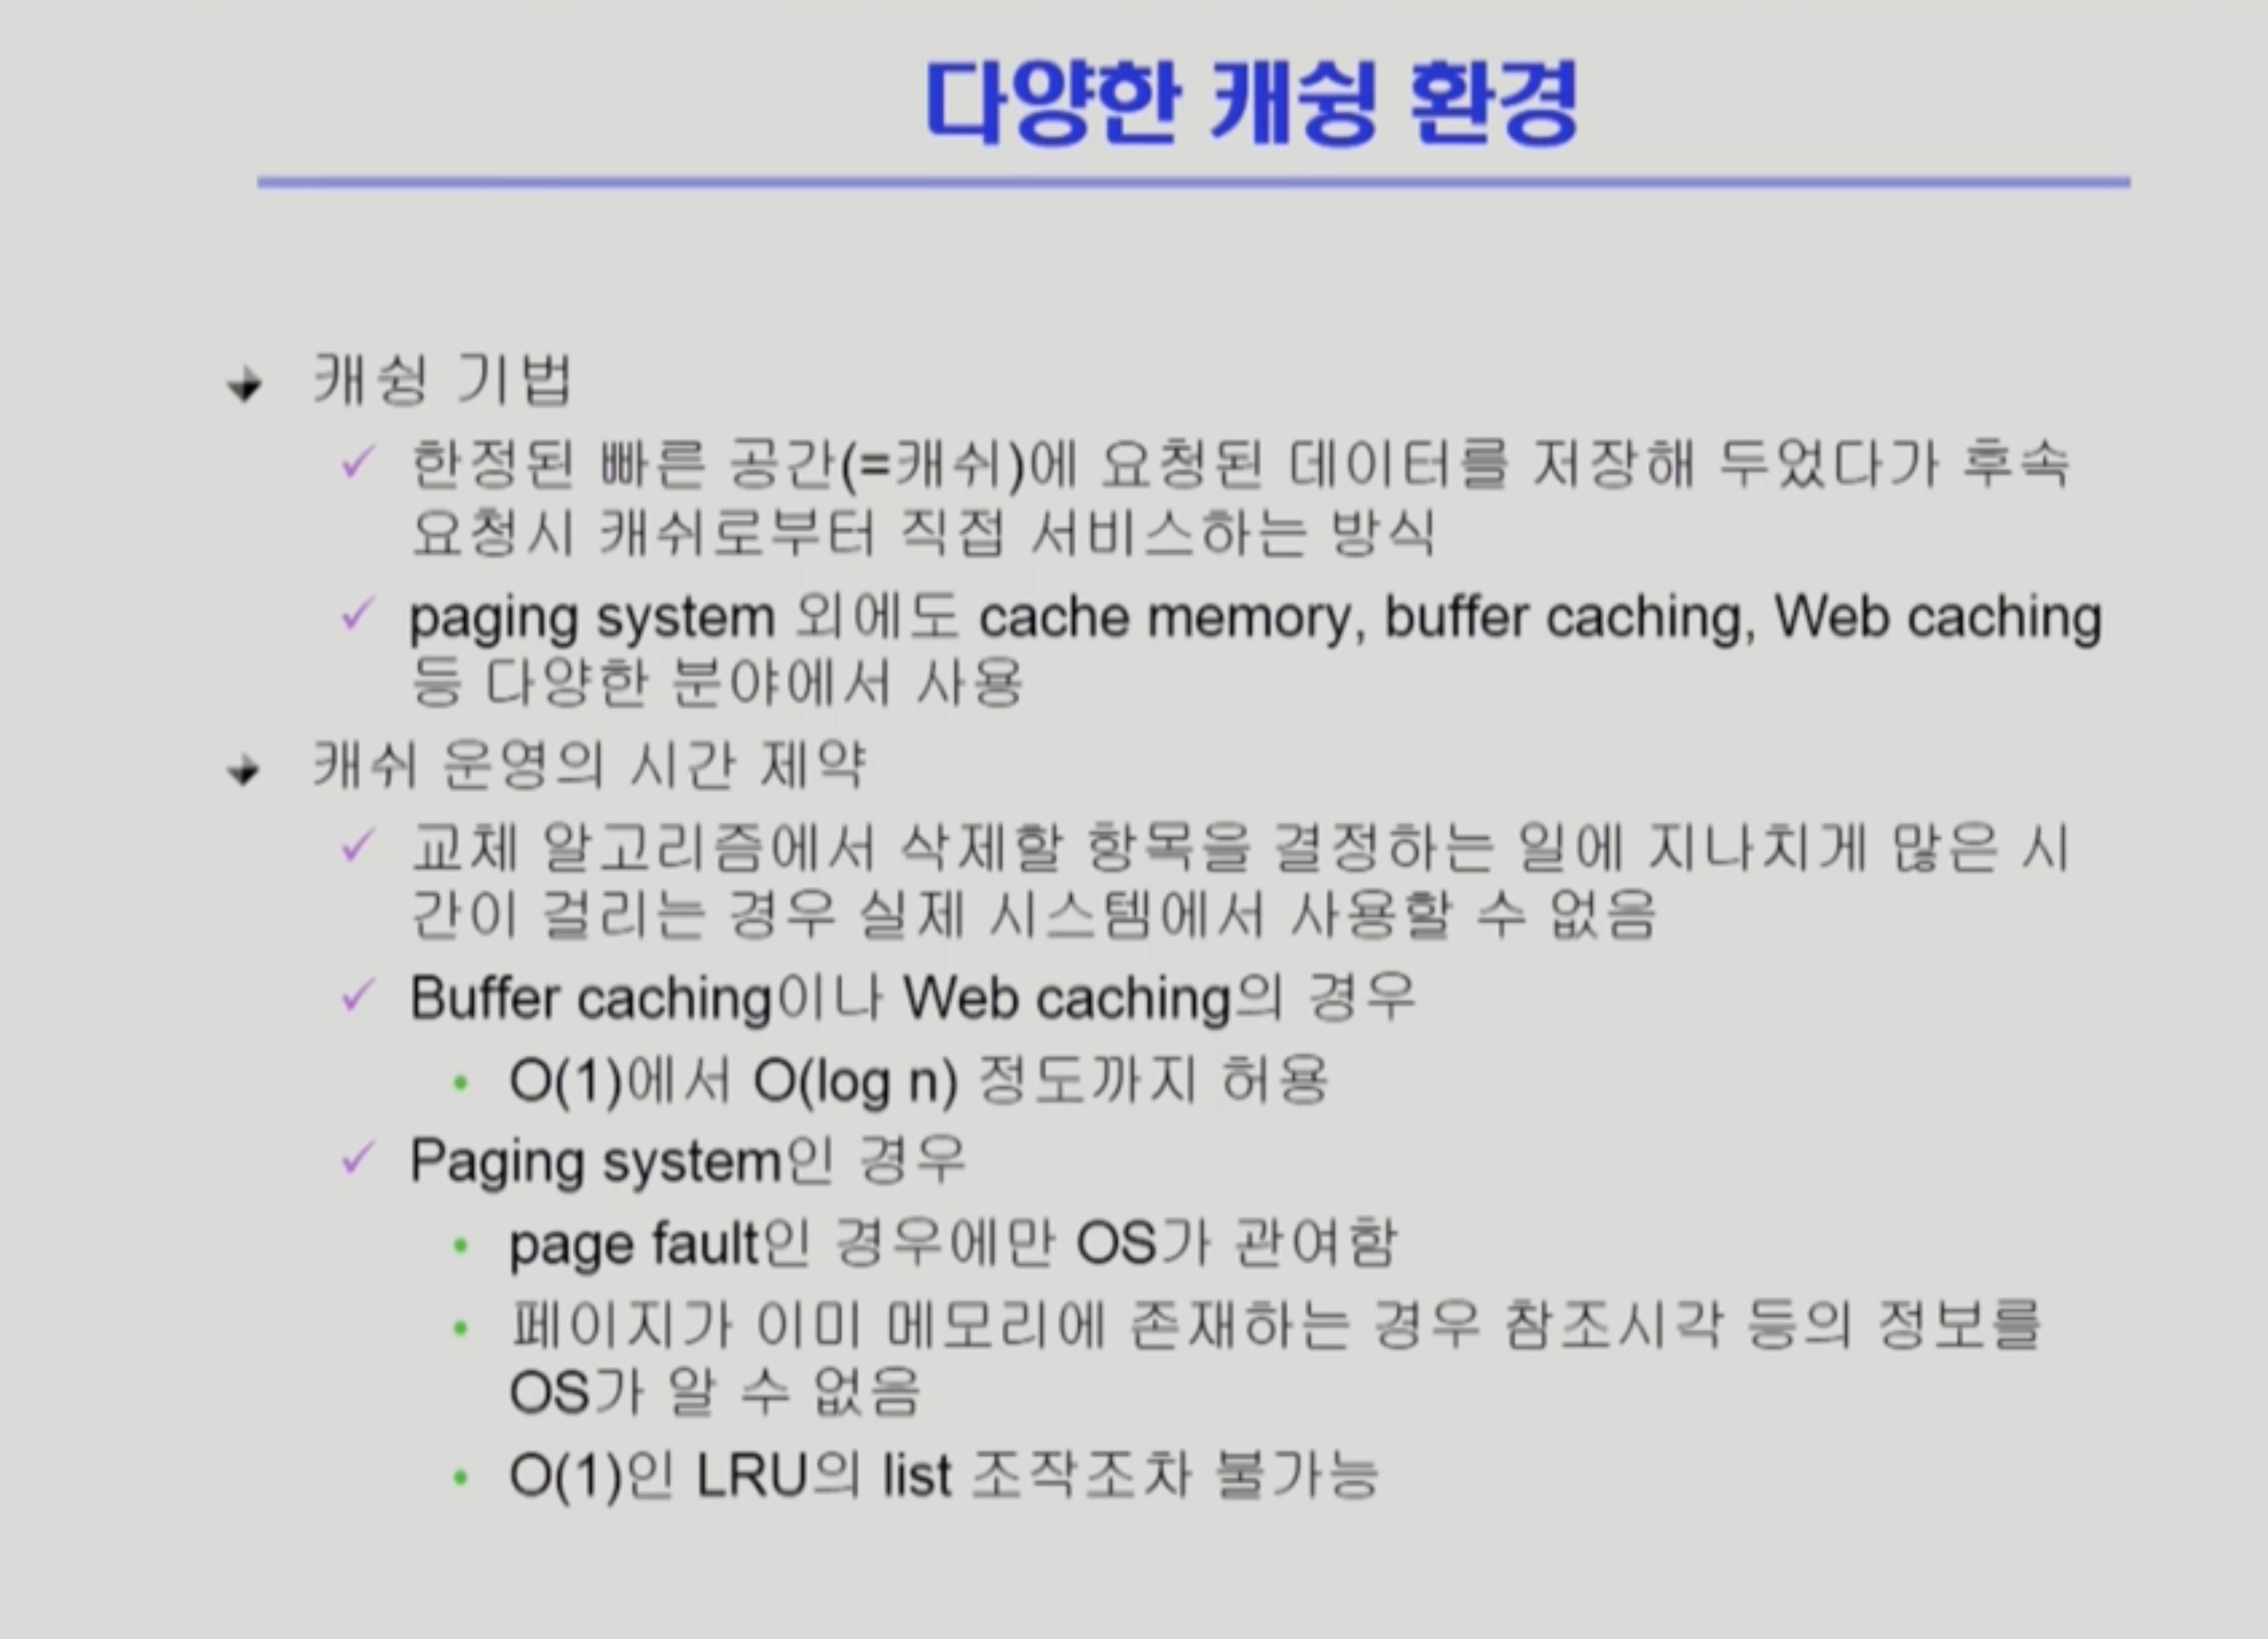 다양한 캐슁 환경
캐슁 기법
한정된 빠른 공간(=캐쉬)에 요청된 데이터를 저장해 두었다가 후속
요청시 캐쉬로부터 직접 서비스하는 방식
paging system 외에도 cache memory, buffer caching, Web caching
등 다양한 분야에서 사용
캐쉬 운영의 시간 제약
교체 알고리즘에서 삭제할 항목을 결정하는 일에 지나치게 많은 시
간이 걸리는 경우 실제 시스템에서 사용할 수 없음
Buffer caching이나 Web caching의 경우
O(1)에서 O(log n) 정도까지 허용
Paging system인 경우
page fault인 경우에만 OS가 관여함
페이지가 이미 메모리에 존재하는 경우 참조시각 등의 정보를
OS가 알 수 없음
O(1)인 LRU의 list 조작조차 불가능